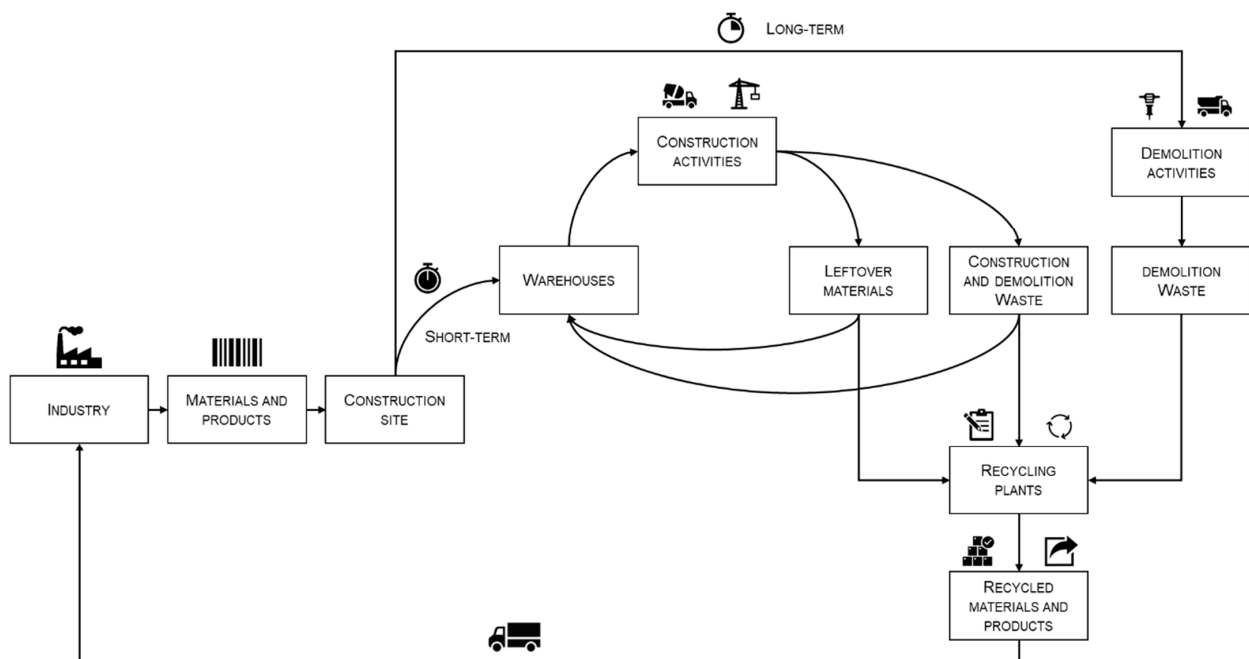 LONG-TERM
CONSTRUCTION
ACTIVITIES
DEMOLITION
ACTIVITIES
WAREHOUSES
LEFTOVER
MATERIALS
CONSTRUCTION
AND DEMOLITION
WASTE
DEMOLITION
WASTE
SHORT-TERM
INDUSTRY
MATERIALS AND
PRODUCTS
CONSTRUCTION
SITE
RECYCLING
PLANTS
RECYCLED
MATERIALS AND
PRODUCTS